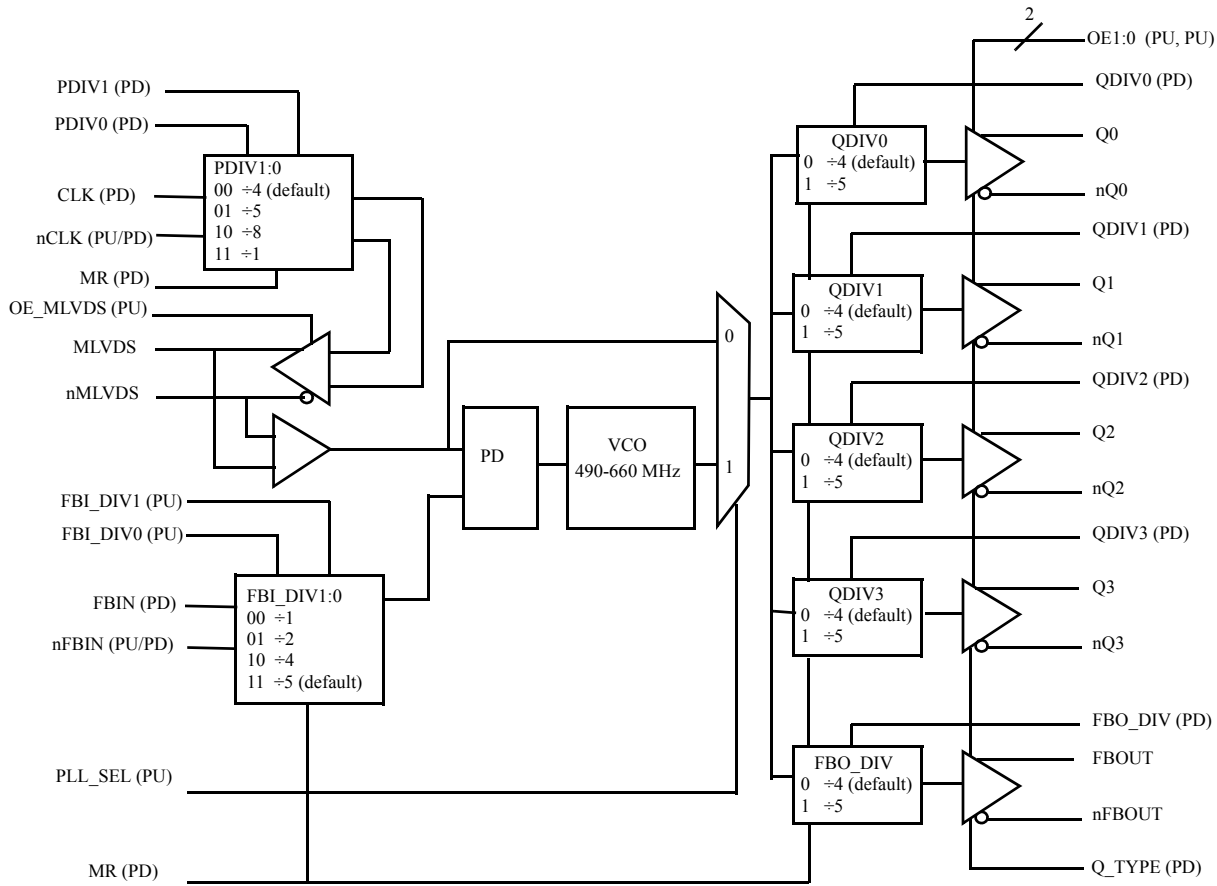 2
OE1:0 (PU, PU)
PDIV1 (PD)
PDIV0 (PD)
PDIV1:0
00 ÷4 (default)
01 ÷5
10 ÷8
11 ÷1
CLK (PD)
nCLK (PU/PD)
MR (PD)
OE_MLVDS (PU)
MLVDS
nMLVDS
FBI_DIV1 (PU)
FBI_DIV0 (PU)
FBI_DIV1:0
00 ÷1
01 ÷2
10 ÷4
11 ÷5 (default)
FBIN (PD)
nFBIN (PU/PD)
PLL_SEL (PU)
MR (PD)
PD
VCO
490-660 MHz
0
1
QDIV0 (PD)
QDIV0
0 ÷4 (default)
1 ÷5
Q0
nQ0
QDIV1 (PD)
QDIV1
0 ÷4 (default)
1 ÷5
Q1
nQ1
QDIV2 (PD)
QDIV2
0 ÷4 (default)
1 ÷5
Q2
nQ2
QDIV3 (PD)
QDIV3
0 ÷4 (default)
1 ÷5
Q3
nQ3
FBO_DIV (PD)
FBO_DIV
0 ÷4 (default)
1 ÷5
FBOUT
nFBOUT
Q_TYPE (PD)